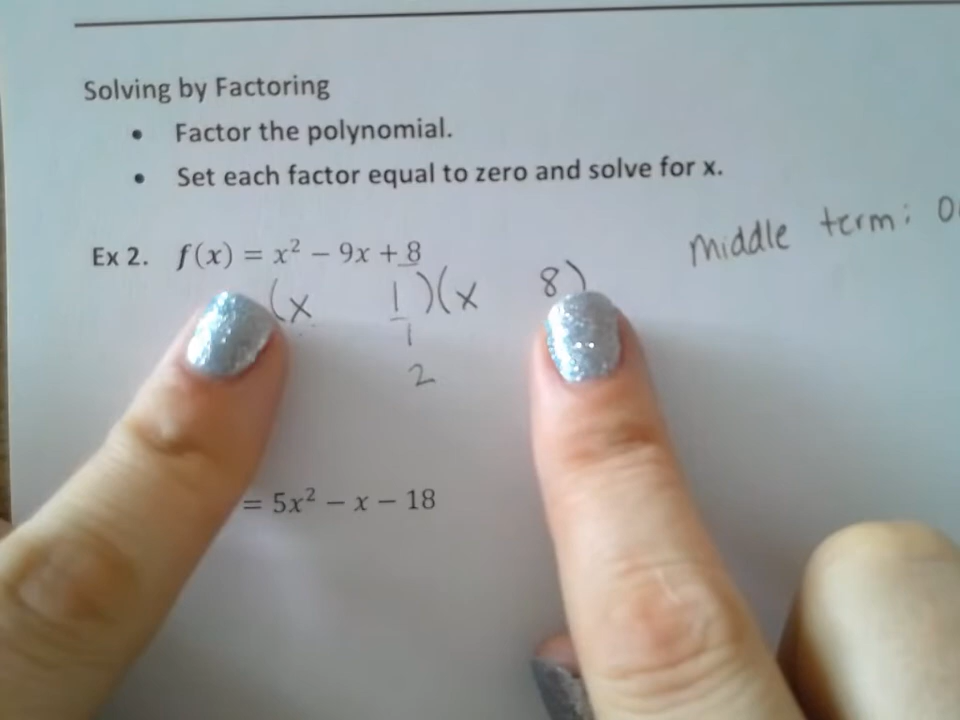 Solving by Factoring
• Factor the polynomial.
• Set each factor equal to zero and solve for x.
Ex 2. f(x) = x² − 9x + 8
Middle term:
(x 1)(x 8)
1
2
= 5x² − x − 18